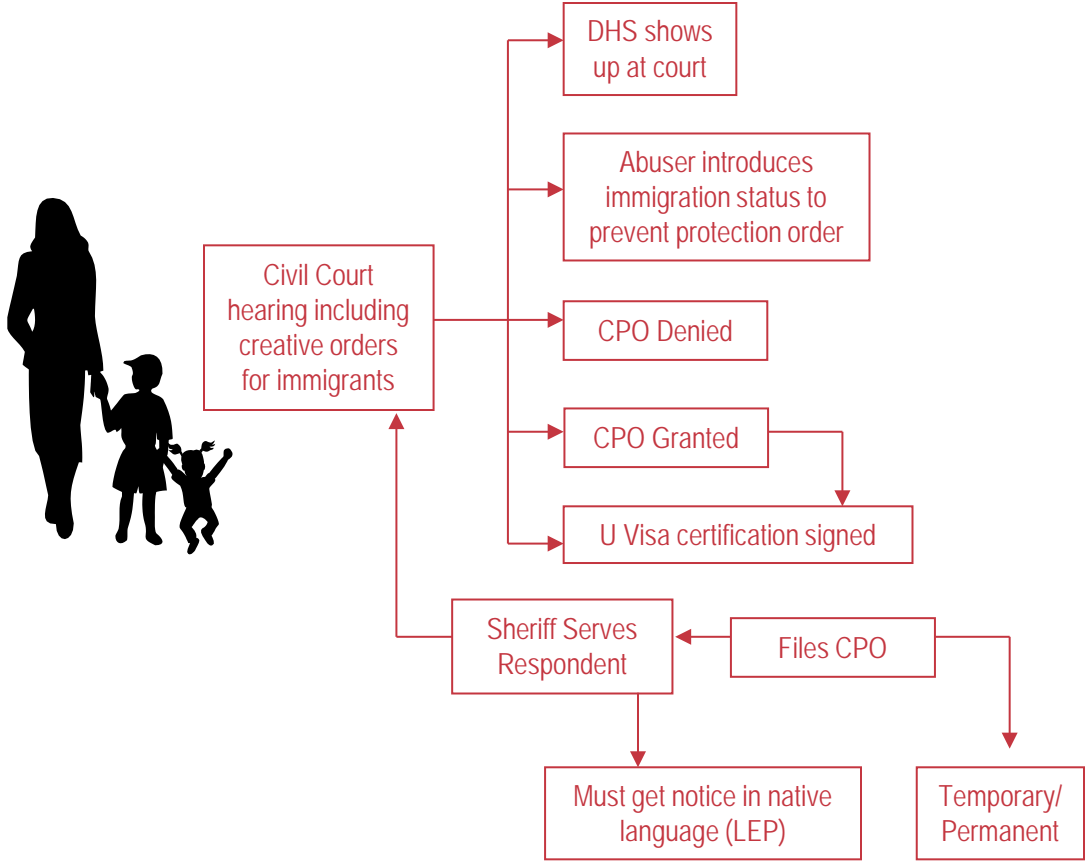 DHS shows
up at court
Abuser introduces
immigration status to
prevent protection order
Civil Court
hearing including
creative orders
for immigrants
CPO Denied
CPO Granted
U Visa certification signed
Sheriff Serves
Respondent
Files CPO
Must get notice in native
language (LEP)
Temporary/
Permanent